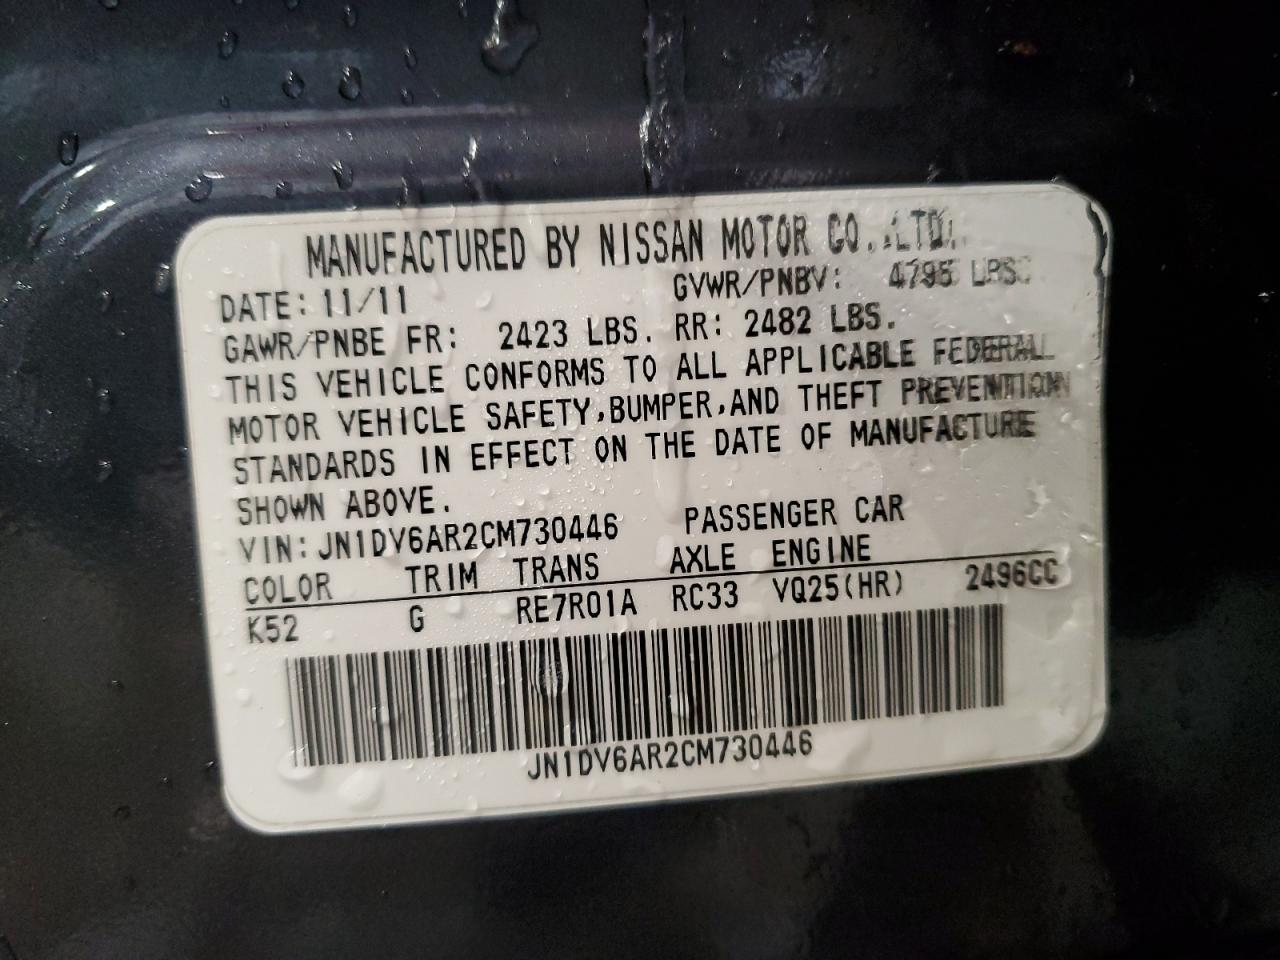 MANUFACTURED BY NISSAN MOTOR CO.,LTD.
DATE: 11/11 GVWR/PNBV: 4795 LBS.
GAWR/PNBE FR: 2423 LBS. RR: 2482 LBS.
THIS VEHICLE CONFORMS TO ALL APPLICABLE FEDERAL
MOTOR VEHICLE SAFETY,BUMPER,AND THEFT PREVENTION
STANDARDS IN EFFECT ON THE DATE OF MANUFACTURE
SHOWN ABOVE.
VIN: JN1DV6AR2CM730446 PASSENGER CAR
COLOR TRIM TRANS AXLE ENGINE
K52 G RE7R01A RC33 VQ25(HR) 2496CC
JN1DV6AR2CM730446